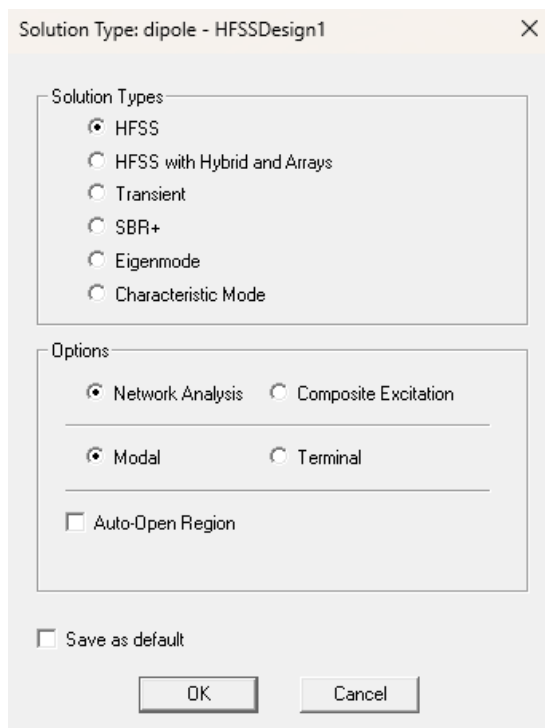 Solution Type: dipole - HFSSDesign1
Solution Types
HFSS
HFSS with Hybrid and Arrays
Transient
SBR+
Eigenmode
Characteristic Mode
Options
Network Analysis Composite Excitation
Modal Terminal
Auto-Open Region
Save as default
OK Cancel